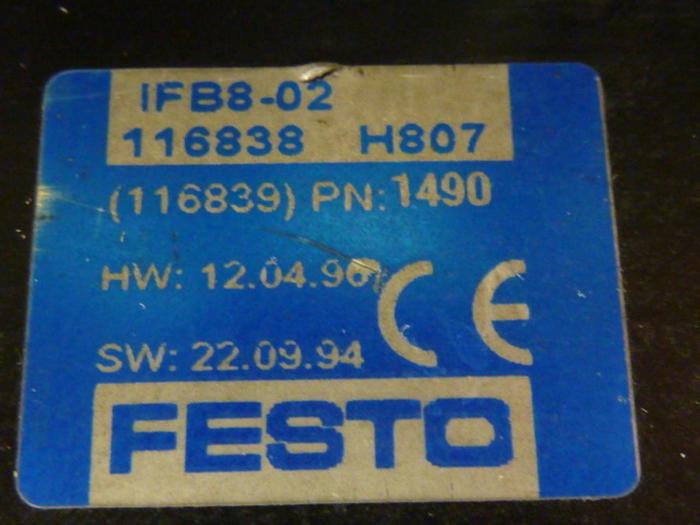 IFB8-02
116838 H807
(116839) PN: 1490
HW: 12.04.96
SW: 22.09.94
CE
FESTO